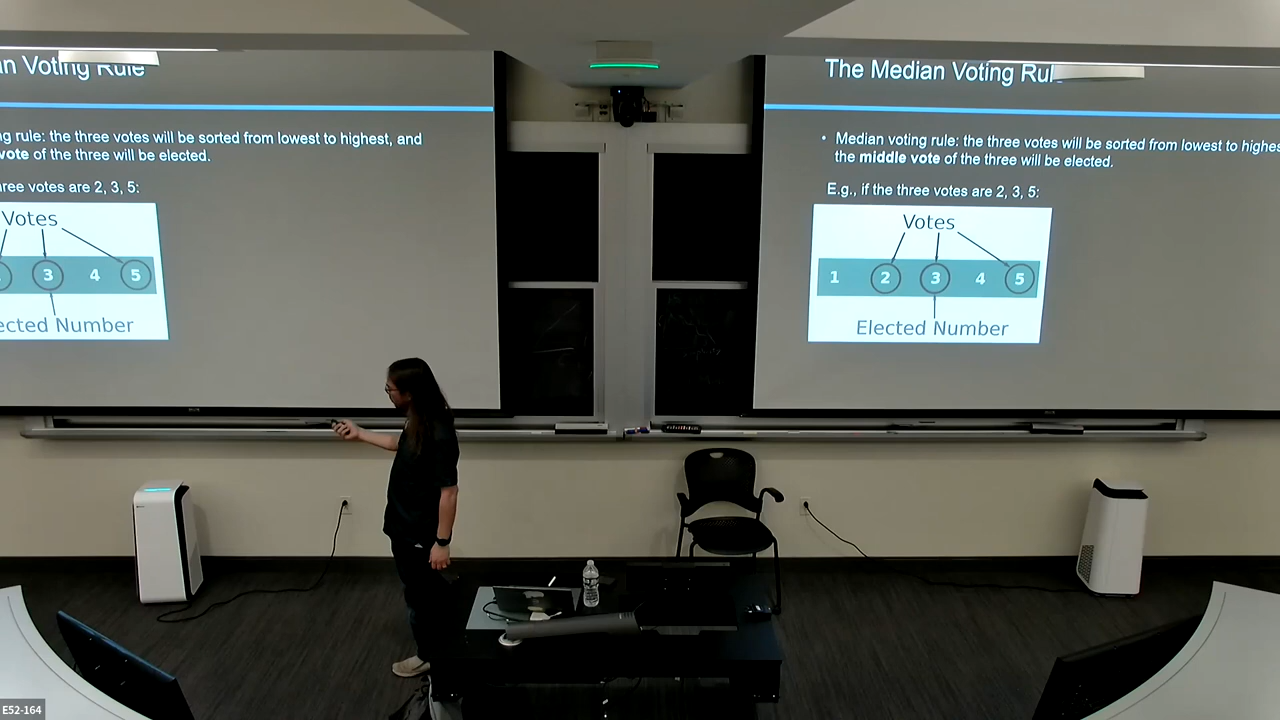 n Voting Rule
ng rule: the three votes will be sorted from lowest to highest, and
vote of the three will be elected.
hree votes are 2, 3, 5:
Votes
3 4 5
ected Number
The Median Voting Rul
• Median voting rule: the three votes will be sorted from lowest to highes
the middle vote of the three will be elected.
E.g., if the three votes are 2, 3, 5:
Votes
1 2 3 4 5
Elected Number
E52-164